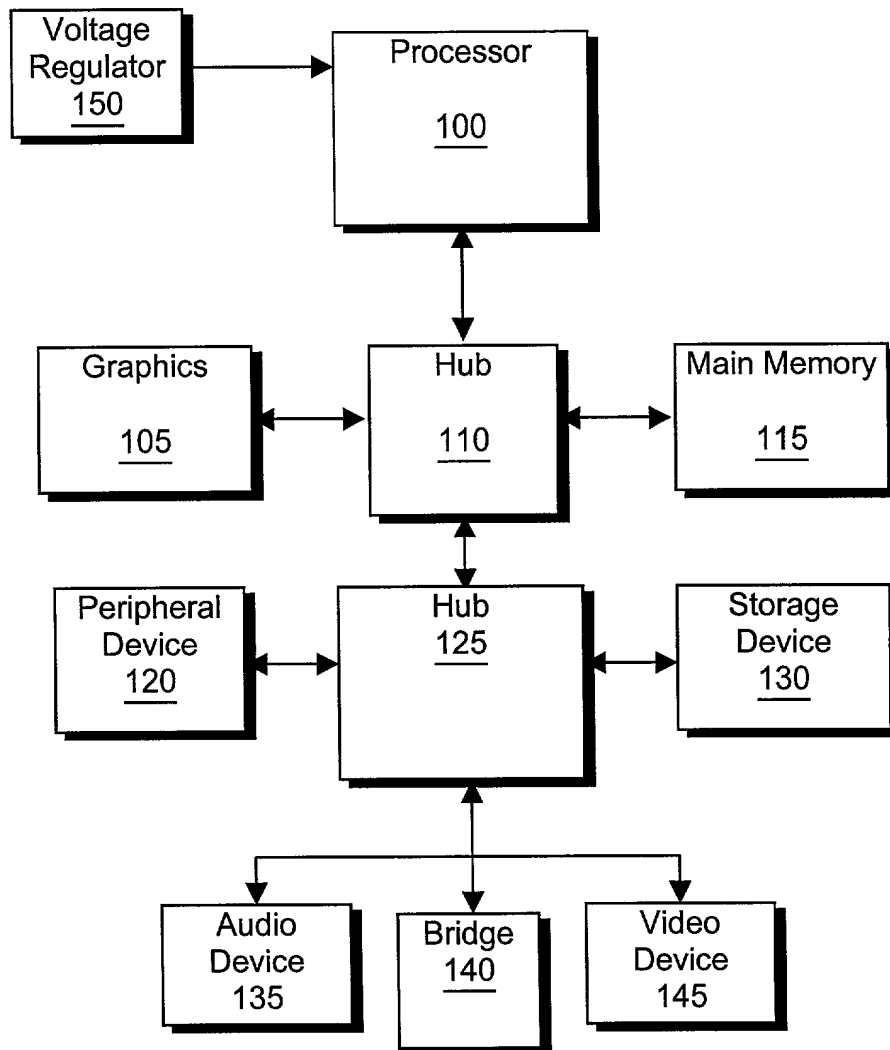 Voltage
Regulator
150
Processor
100
Graphics
105
Hub
110
Main Memory
115
Peripheral
Device
120
Hub
125
Storage
Device
130
Audio
Device
135
Bridge
140
Video
Device
145